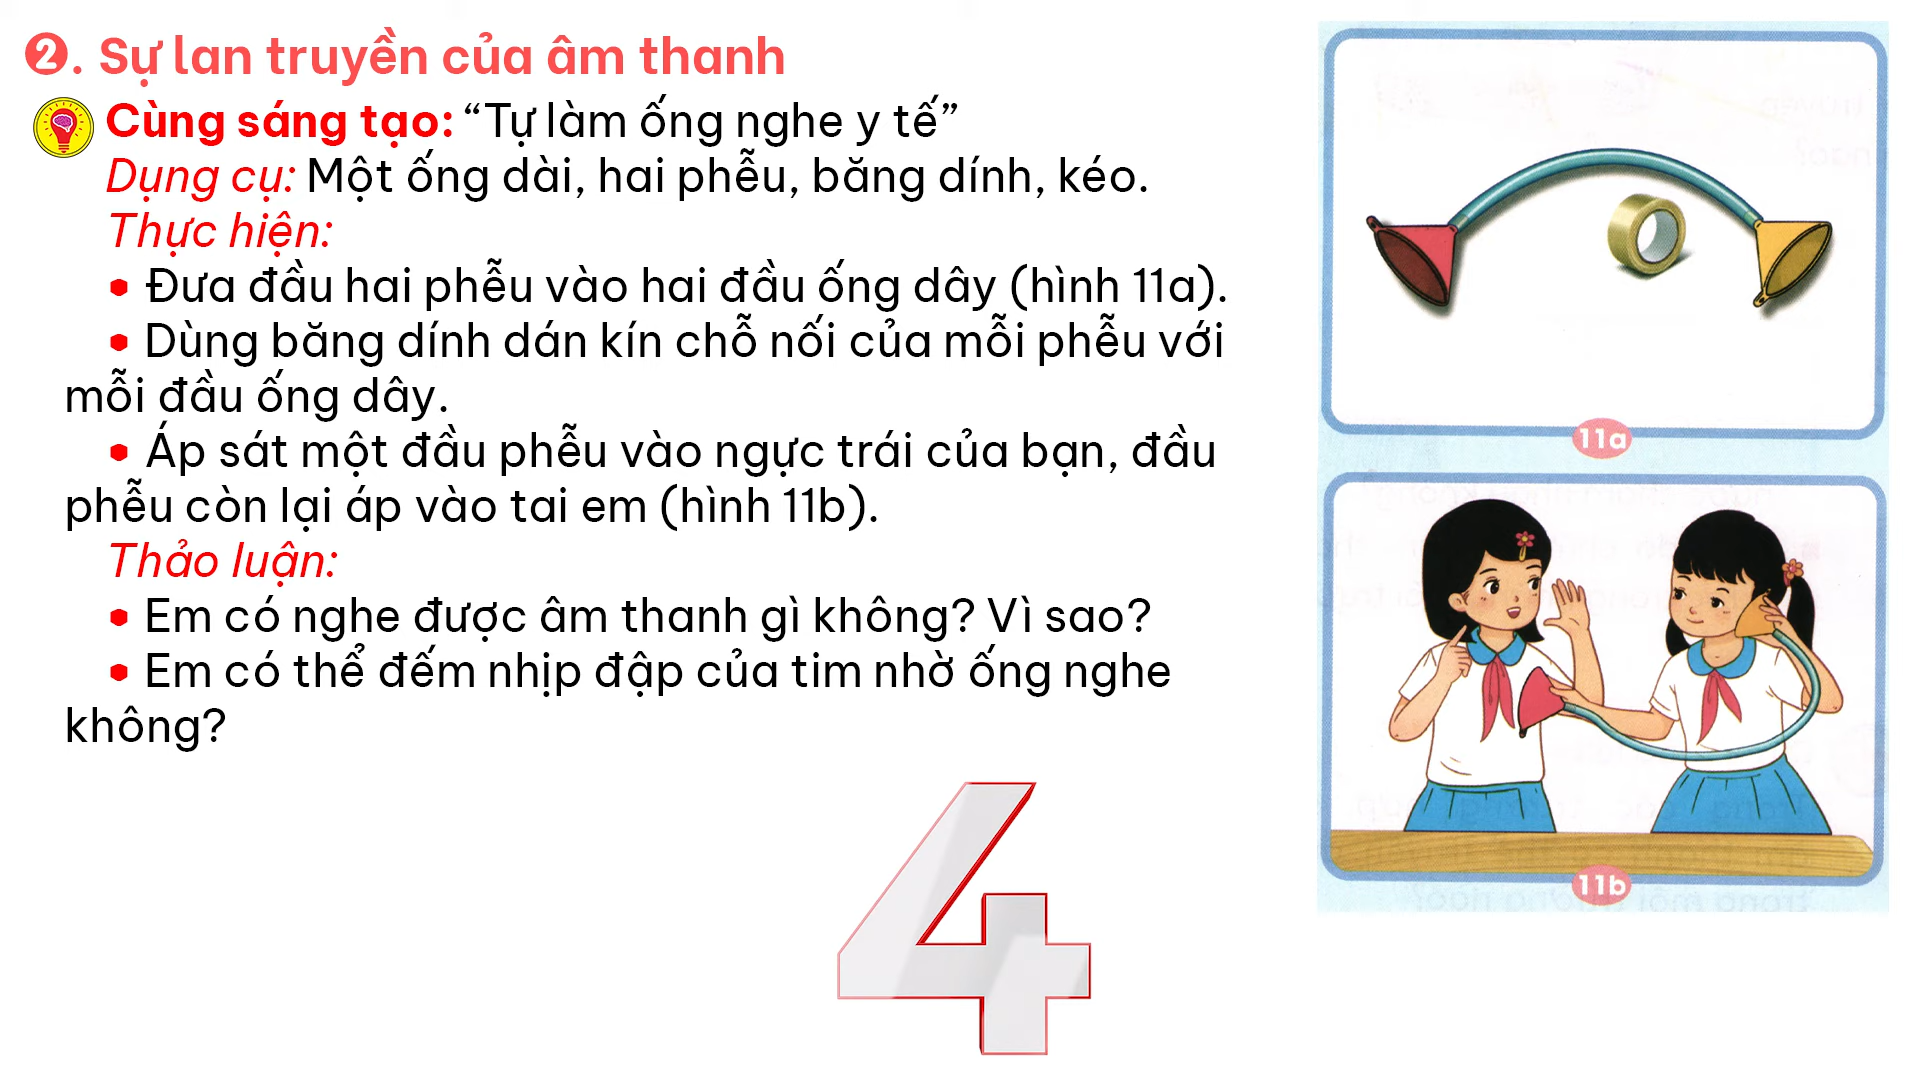 2. Sự lan truyền của âm thanh
Cùng sáng tạo: “Tự làm ống nghe y tế”
Dụng cụ: Một ống dài, hai phễu, băng dính, kéo.
Thực hiện:
• Đưa đầu hai phễu vào hai đầu ống dây (hình 11a).
• Dùng băng dính dán kín chỗ nối của mỗi phễu với
mỗi đầu ống dây.
• Áp sát một đầu phễu vào ngực trái của bạn, đầu
phễu còn lại áp vào tai em (hình 11b).
Thảo luận:
• Em có nghe được âm thanh gì không? Vì sao?
• Em có thể đếm nhịp đập của tim nhờ ống nghe
không?
4
11a
11b